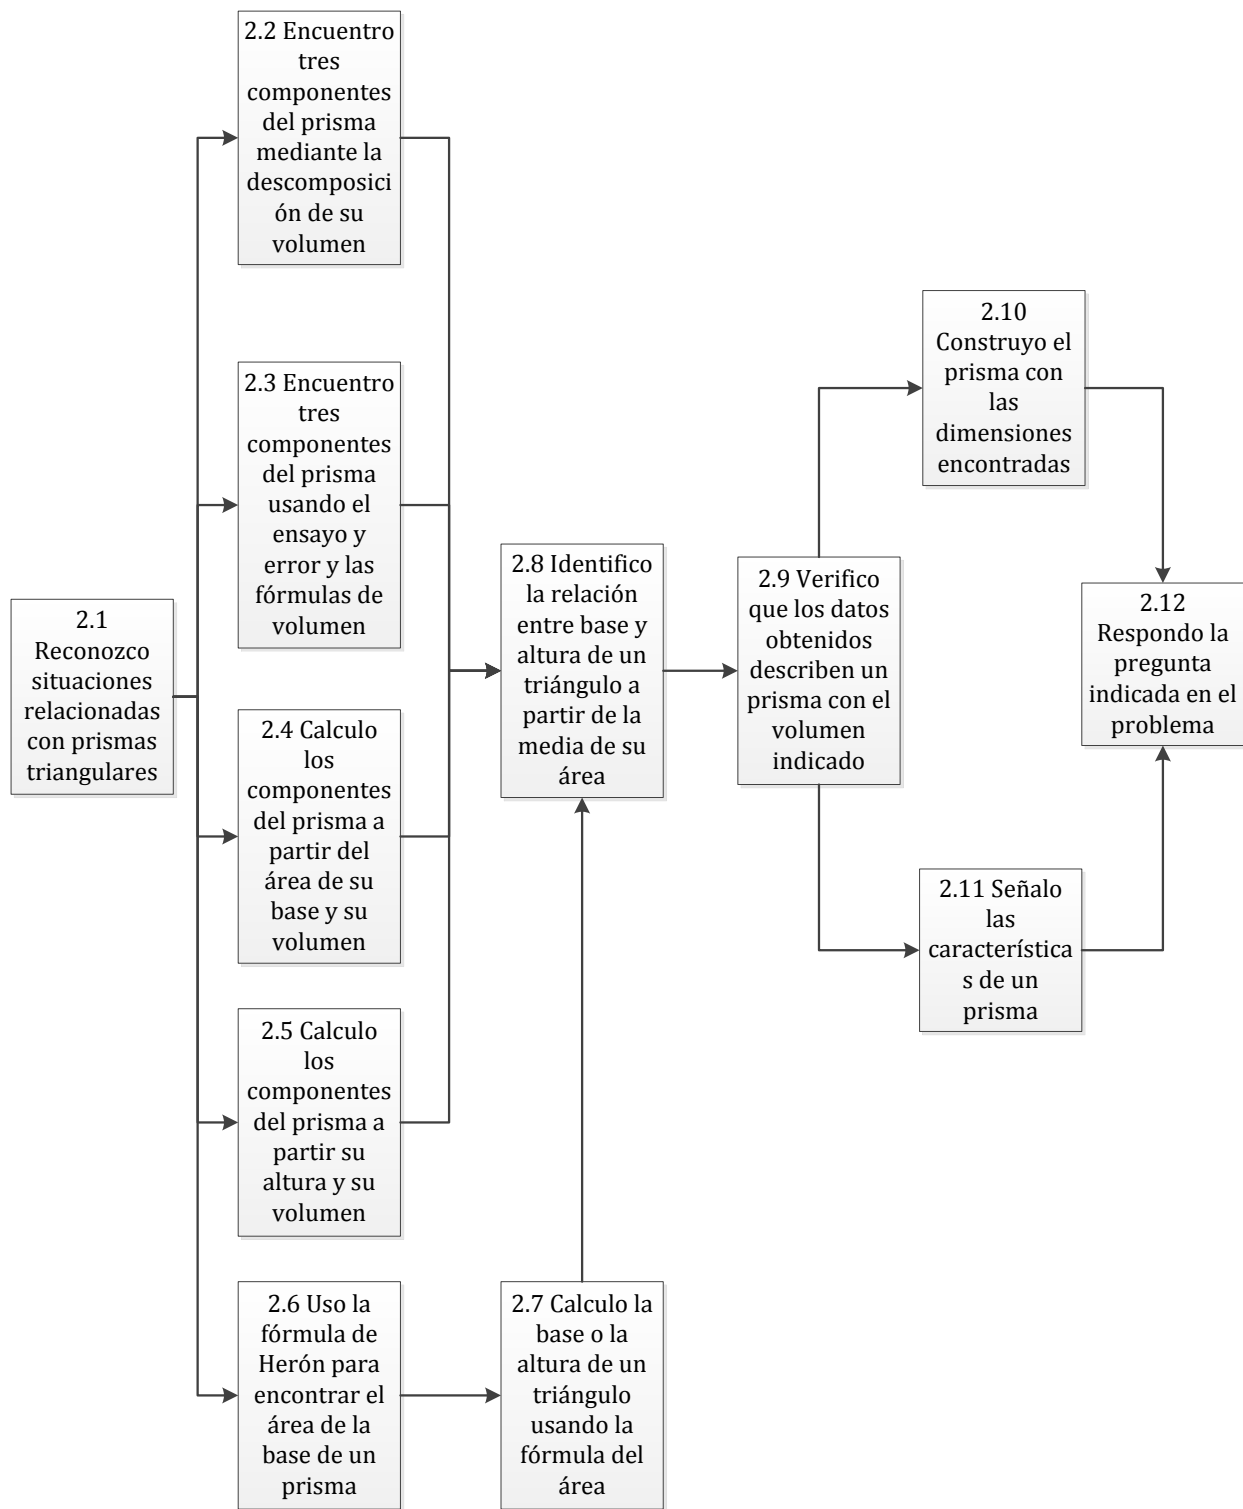 2.2 Encuentro
tres
componentes
del prisma
mediante la
descomposici
ón de su
volumen
2.3 Encuentro
tres
componentes
del prisma
usando el
ensayo y
error y las
fórmulas de
volumen
2.1
Reconozco
situaciones
relacionadas
con prismas
triangulares
2.4 Calculo
los
componentes
del prisma a
partir del
área de su
base y su
volumen
2.5 Calculo
los
componentes
del prisma a
partir su
altura y su
volumen
2.6 Uso la
fórmula de
Herón para
encontrar el
área de la
base de un
prisma
2.7 Calculo la
base o la
altura de un
triángulo
usando la
fórmula del
área
2.8 Identifico
la relación
entre base y
altura de un
triángulo a
partir de la
media de su
área
2.9 Verifico
que los datos
obtenidos
describen un
prisma con el
volumen
indicado
2.10
Construyo el
prisma con
las
dimensiones
encontradas
2.11 Señalo
las
característica
s de un
prisma
2.12
Respondo la
pregunta
indicada en el
problema